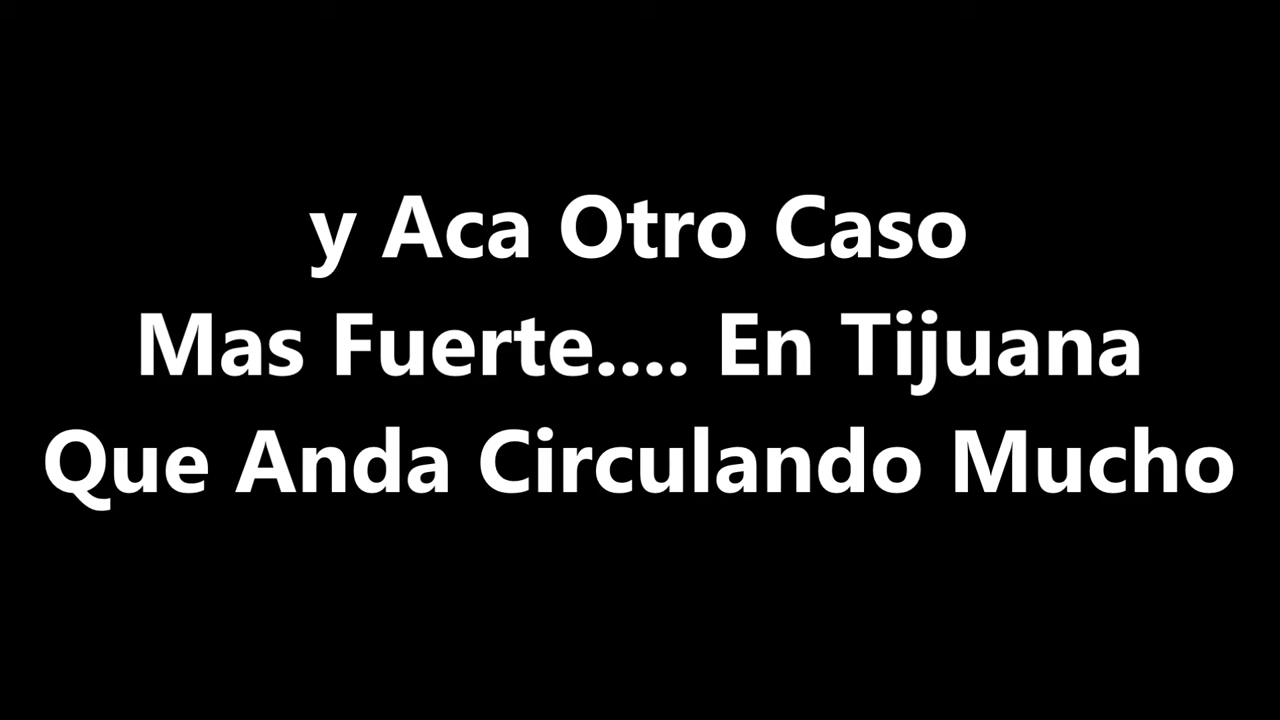 y Aca Otro Caso
Mas Fuerte.... En Tijuana
Que Anda Circulando Mucho